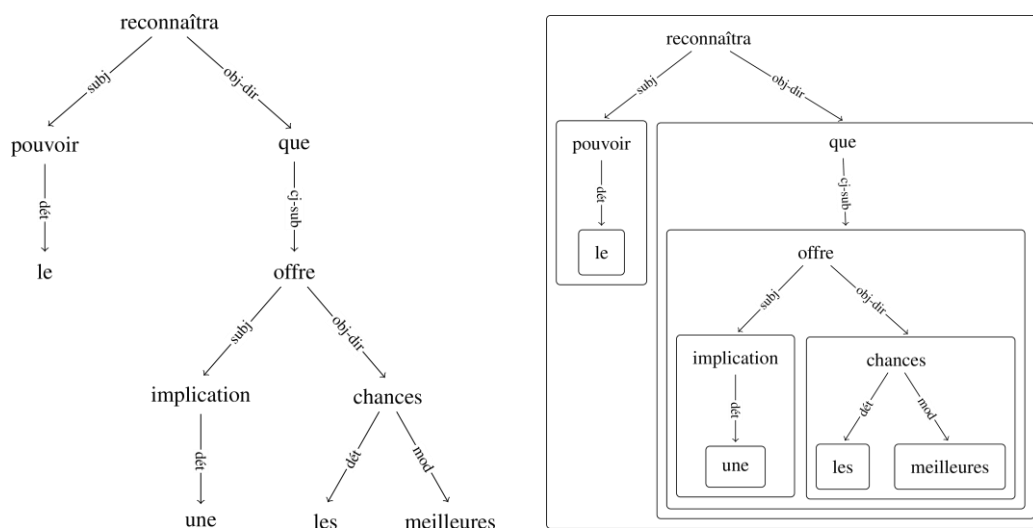 reconnaîtra
subj
obj-dir
pouvoir
que
dét
cj-sub
le
offre
subj
obj-dir
implication
chances
dét
dét
mod
une
les
meilleures
reconnaîtra
subj
obj-dir
pouvoir
que
dét
cj-sub
le
offre
subj
obj-dir
implication
chances
dét
dét
mod
une
les
meilleures